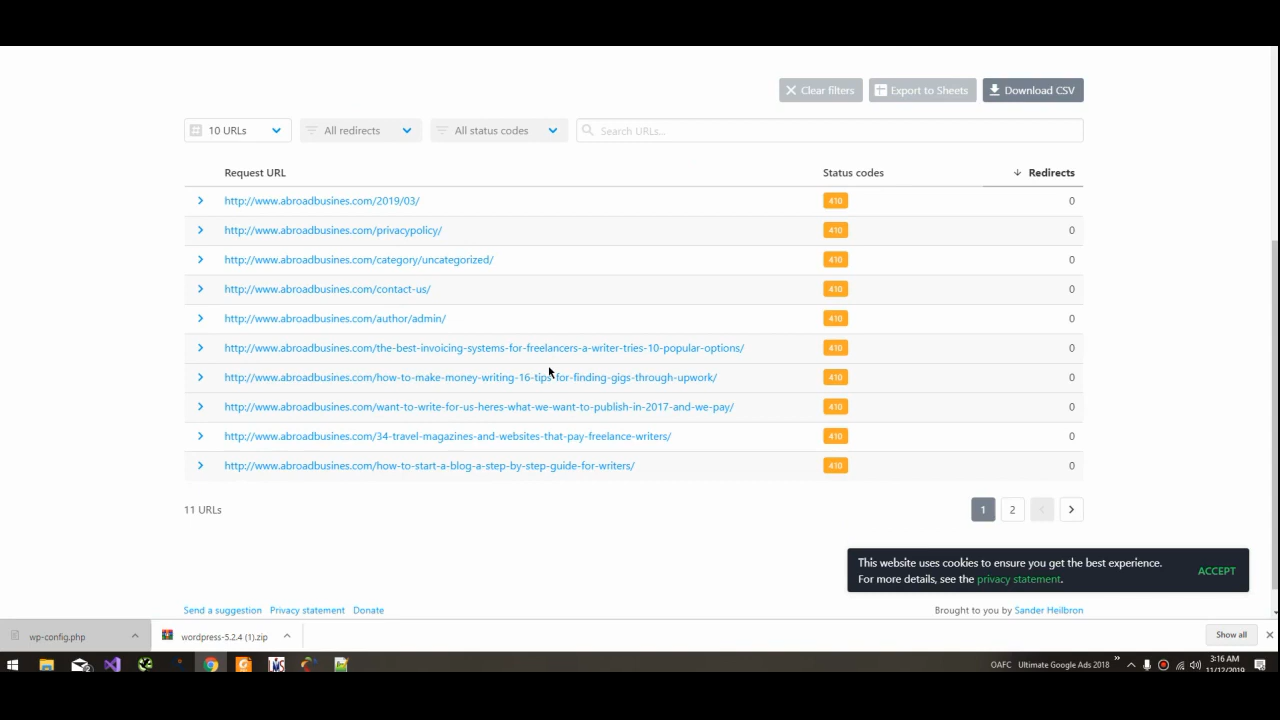 Clear filters Export to Sheets Download CSV
10 URLs All redirects All status codes Search URLs...
Request URL Status codes Redirects
http://www.abroadbusines.com/2019/03/ 410 0
http://www.abroadbusines.com/privacypolicy/ 410 0
http://www.abroadbusines.com/category/uncategorized/ 410 0
http://www.abroadbusines.com/contact-us/ 410 0
http://www.abroadbusines.com/author/admin/ 410 0
http://www.abroadbusines.com/the-best-invoicing-systems-for-freelancers-a-writer-tries-10-popular-options/ 410 0
http://www.abroadbusines.com/how-to-make-money-writing-16-tips-for-finding-gigs-through-upwork/ 410 0
http://www.abroadbusines.com/want-to-write-for-us-heres-what-we-want-to-publish-in-2017-and-we-pay/ 410 0
http://www.abroadbusines.com/34-travel-magazines-and-websites-that-pay-freelance-writers/ 410 0
http://www.abroadbusines.com/how-to-start-a-blog-a-step-by-step-guide-for-writers/ 410 0
11 URLs 1 2
This website uses cookies to ensure you get the best experience.
For more details, see the privacy statement.
ACCEPT
Send a suggestion Privacy statement Donate Brought to you by Sander Heilbron
wp-config.php wordpress-5.2.4 (1).zip Show all
OAFC Ultimate Google Ads 2018 3:16 AM
11/12/2019